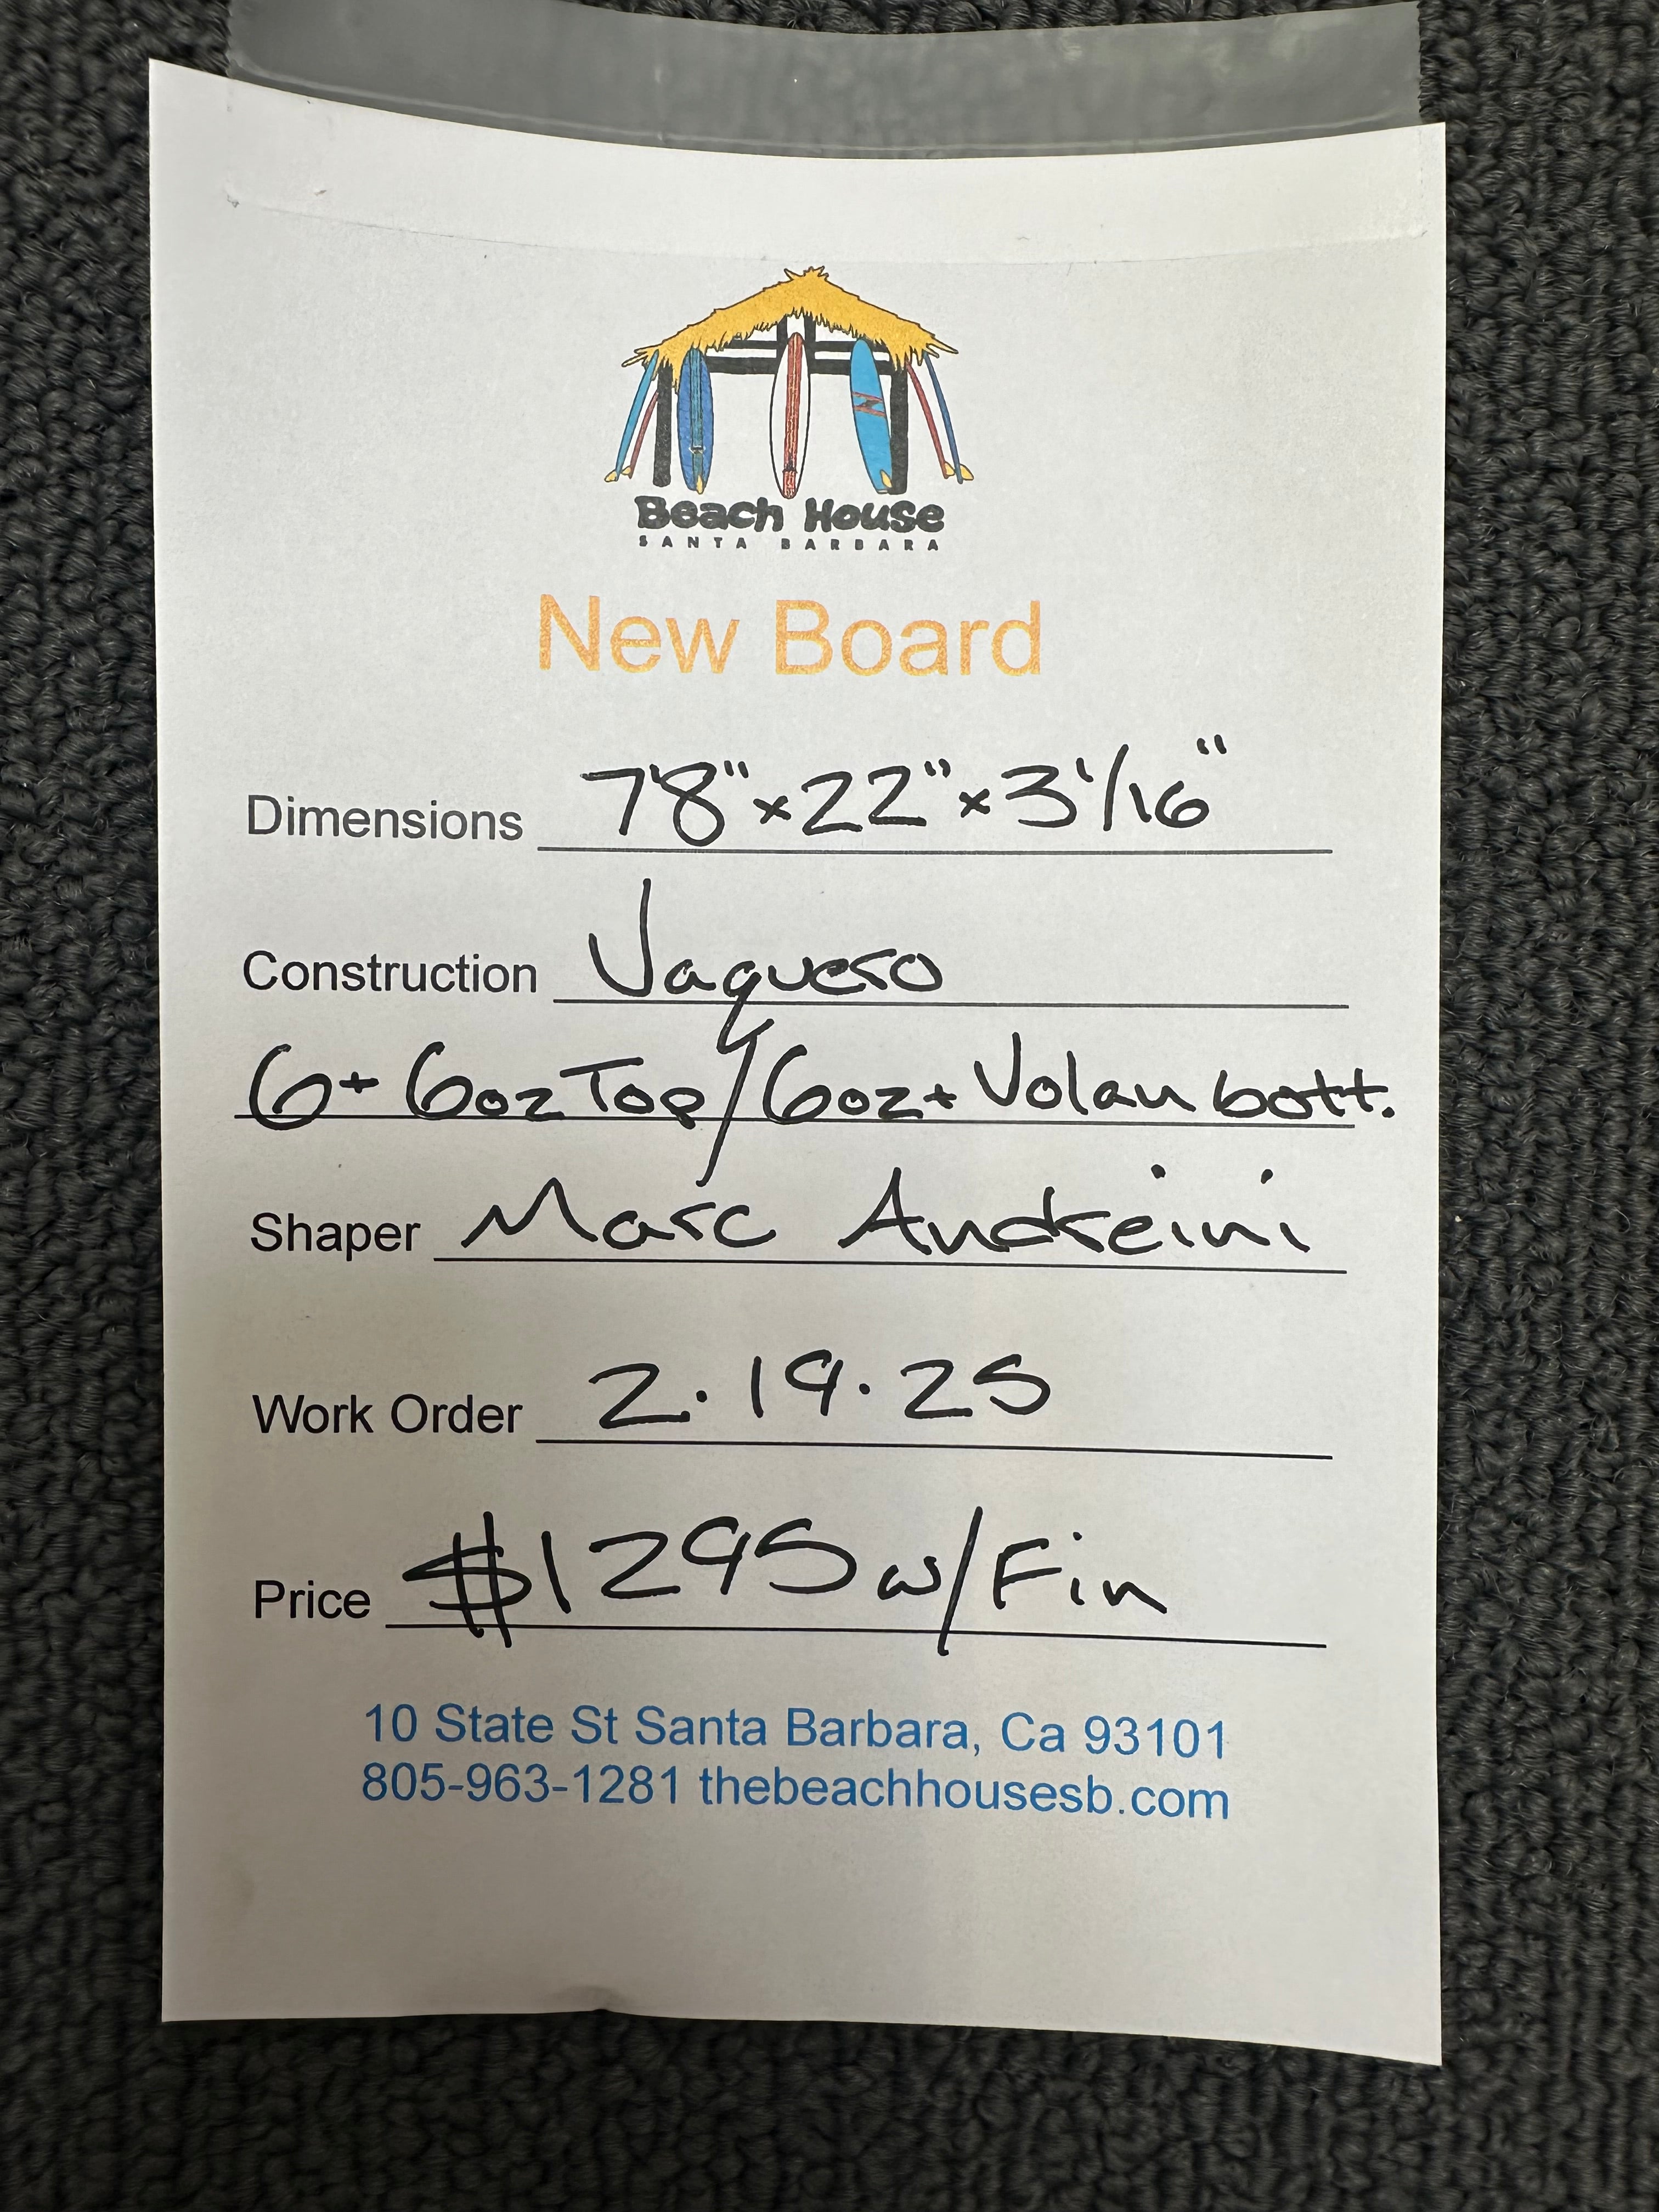 Beach House
SANTA BARBARA
New Board
Dimensions 7'8"x22"x3 1/16"
Construction Vaquero
6+6oz Top/6oz+Volan bott.
Shaper Marc Andreini
Work Order 2.19.25
Price $1295 w/Fin
10 State St Santa Barbara, Ca 93101
805-963-1281 thebeachhousesb.com